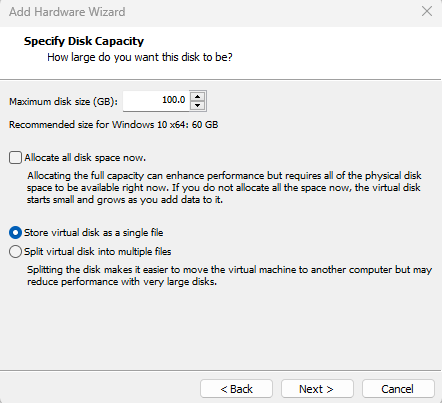 Add Hardware Wizard
Specify Disk Capacity
How large do you want this disk to be?
Maximum disk size (GB): 100.0
Recommended size for Windows 10 x64: 60 GB
Allocate all disk space now.
Allocating the full capacity can enhance performance but requires all of the physical disk
space to be available right now. If you do not allocate all the space now, the virtual disk
starts small and grows as you add data to it.
Store virtual disk as a single file
Split virtual disk into multiple files
Splitting the disk makes it easier to move the virtual machine to another computer but may
reduce performance with very large disks.
< Back Next > Cancel